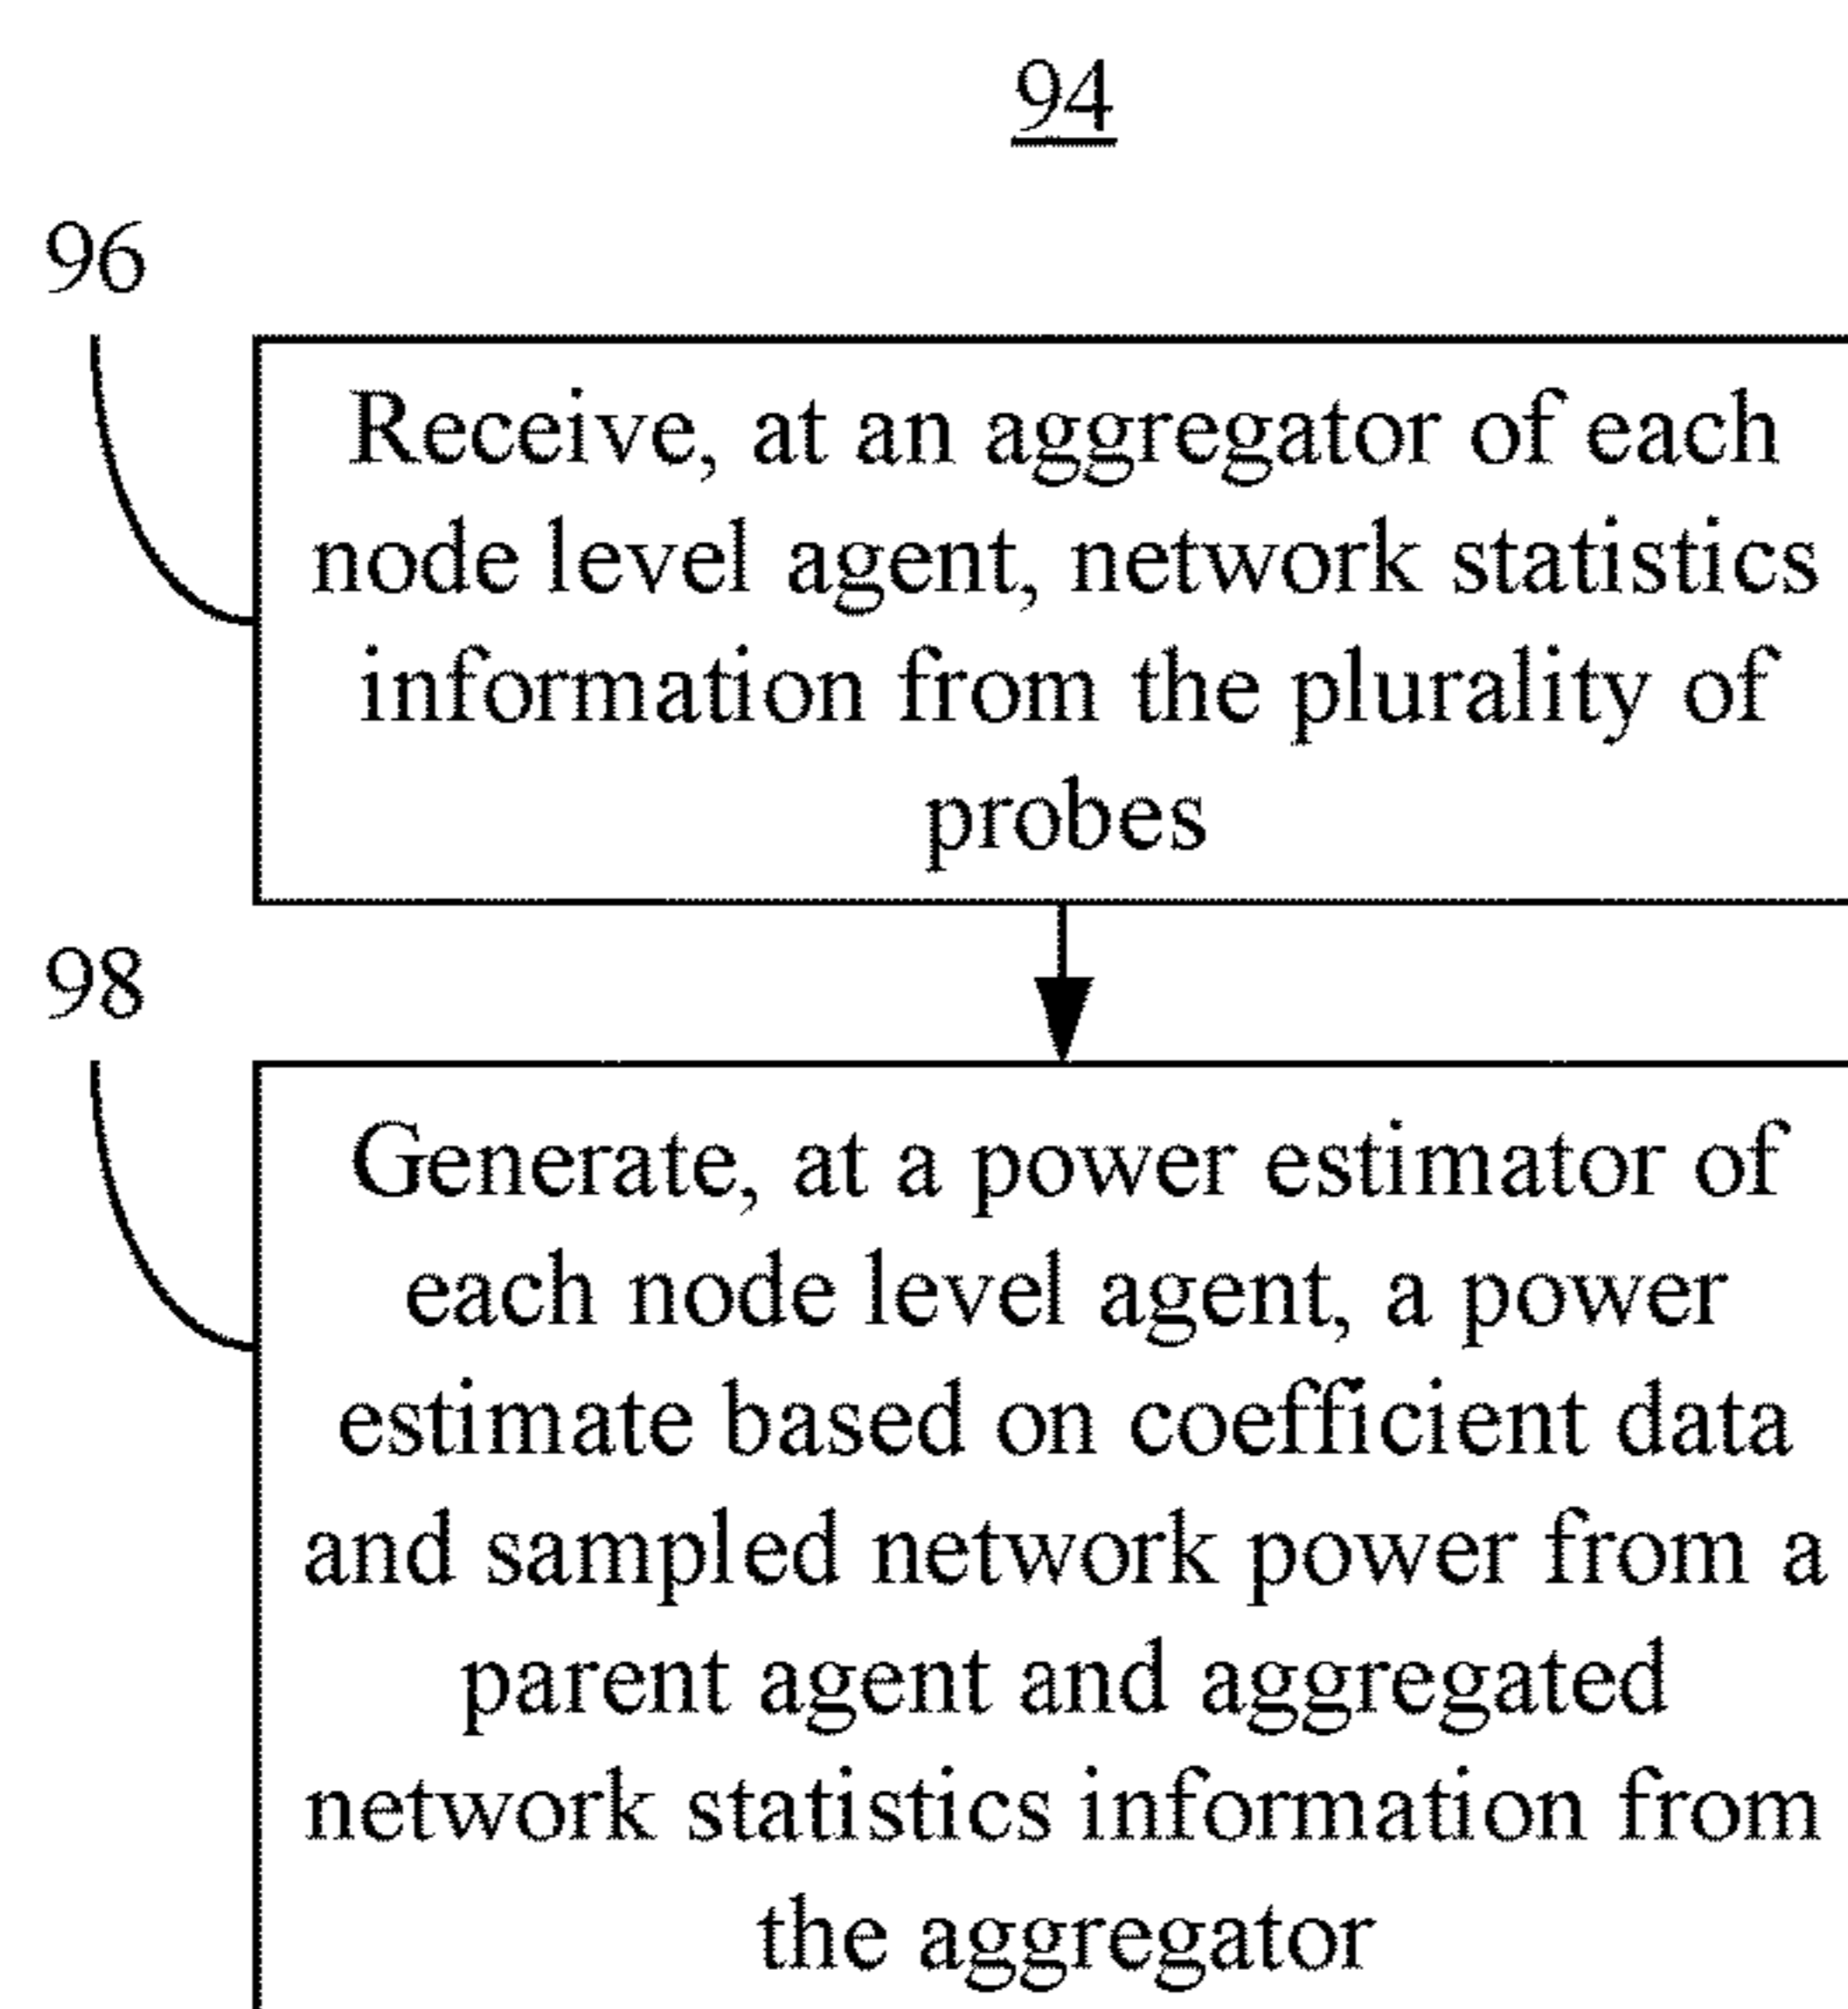 94
96
Receive, at an aggregator of each
node level agent, network statistics
information from the plurality of
probes
98
Generate, at a power estimator of
each node level agent, a power
estimate based on coefficient data
and sampled network power from a
parent agent and aggregated
network statistics information from
the aggregator